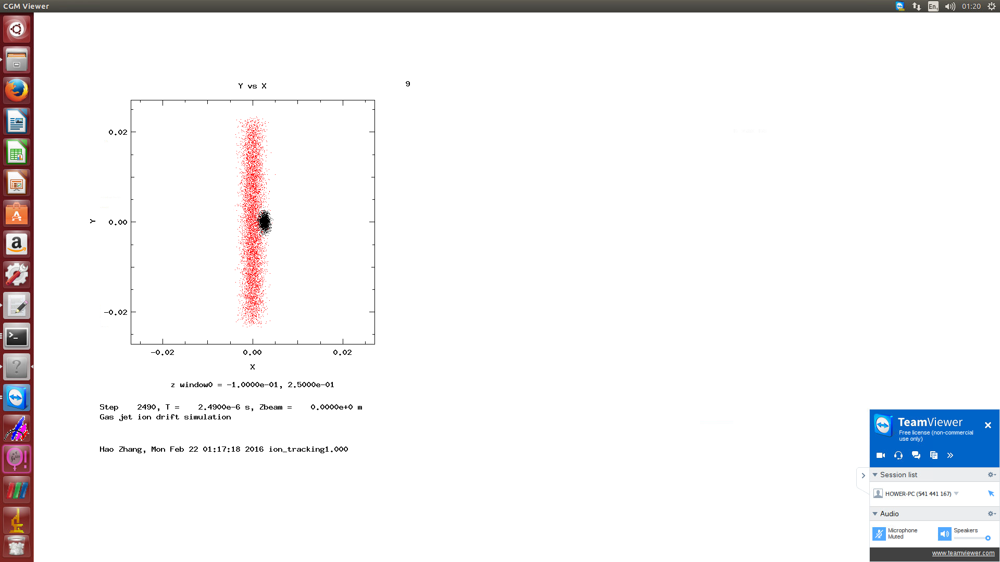 CGM Viewer
En1
01:20
Y vs X
9
0.02
0.00
-0.02
Y
-0.02
0.00
0.02
X
z window0 = -1.0000e-01, 2.5000e-01
Step 2490, T = 2.4900e-6 s, Zbeam = 0.0000e+0 m
Gas jet ion drift simulation
Hao Zhang, Mon Feb 22 01:17:18 2016 ion_tracking1.000
TeamViewer
Free license (non-commercial
use only)
Session list
HOWER-PC (541 441 167)
Audio
Microphone
Muted
Speakers
www.teamviewer.com